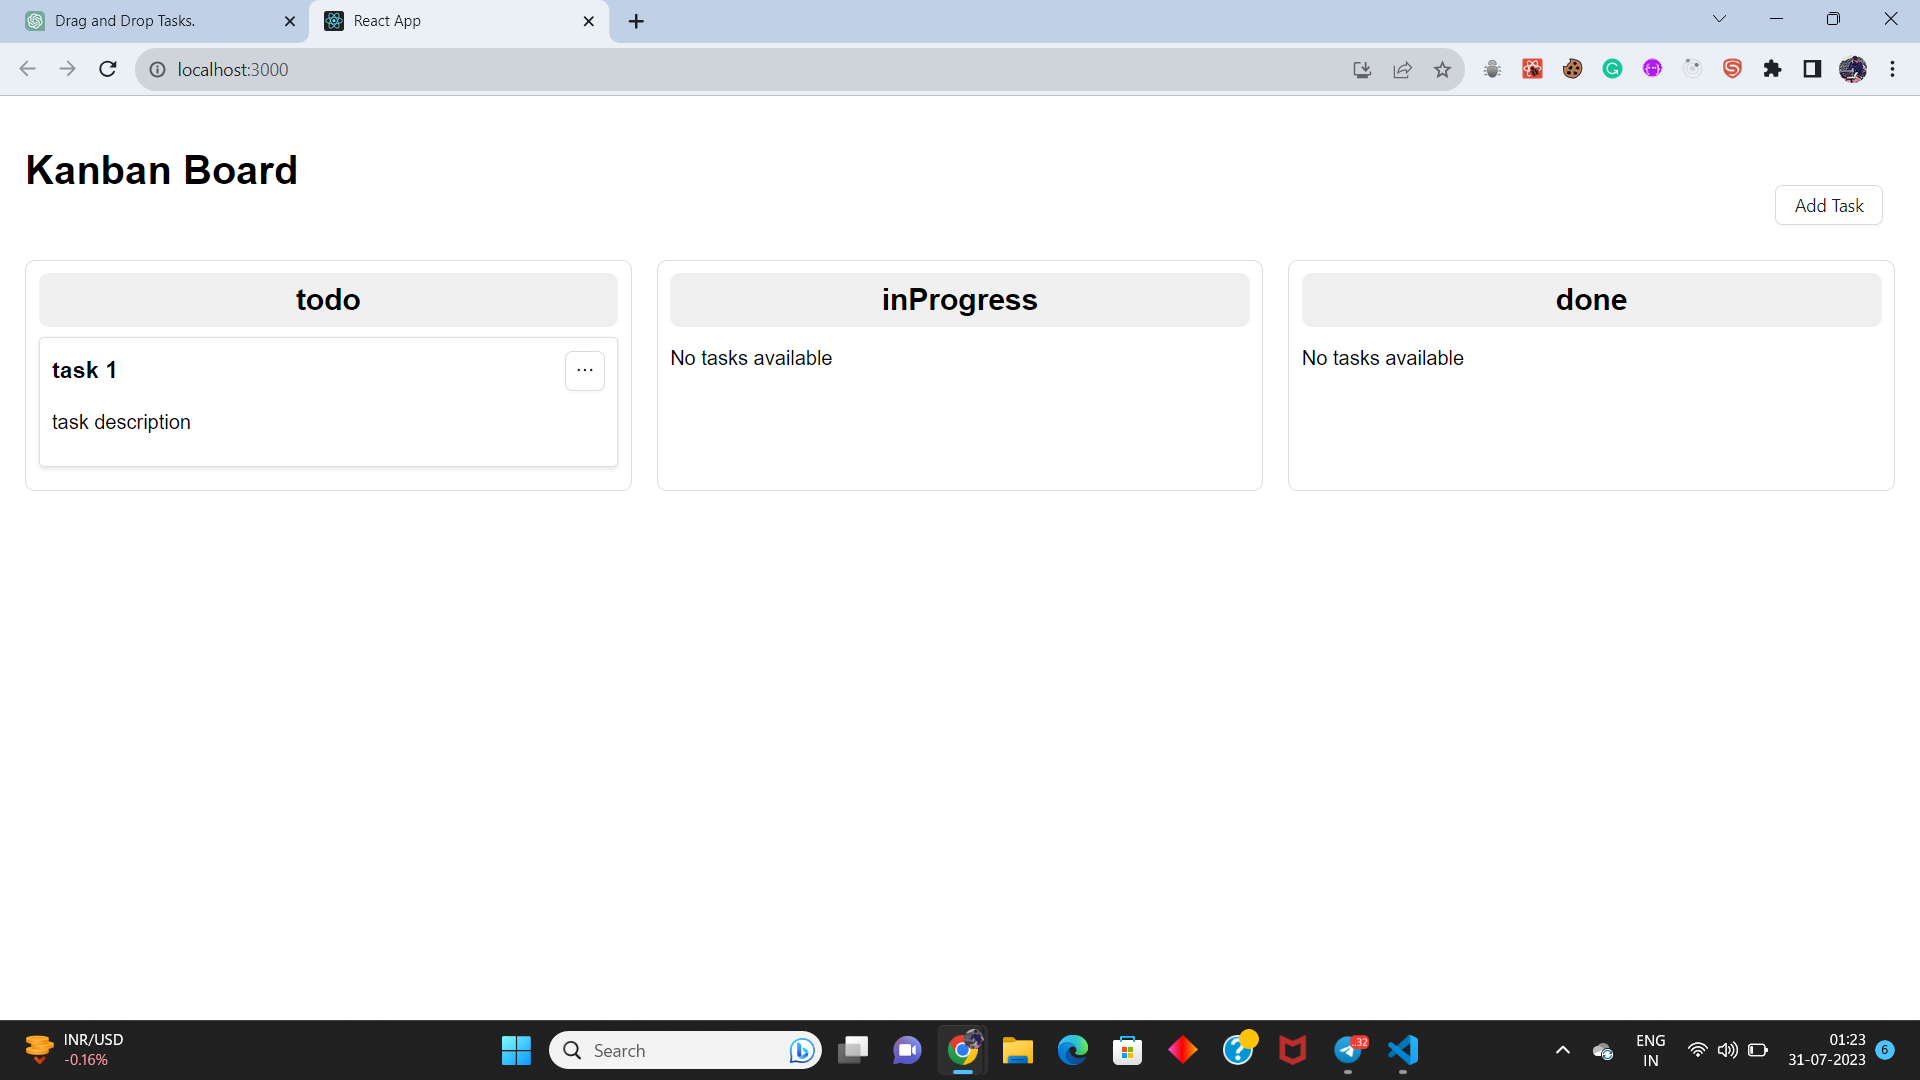 Drag and Drop Tasks.
React App
localhost:3000
Kanban Board
Add Task
todo
inProgress
done
task 1
...
task description
No tasks available
No tasks available
INR/USD
-0.16%
Search
32
ENG
IN
01:23
31-07-2023
6